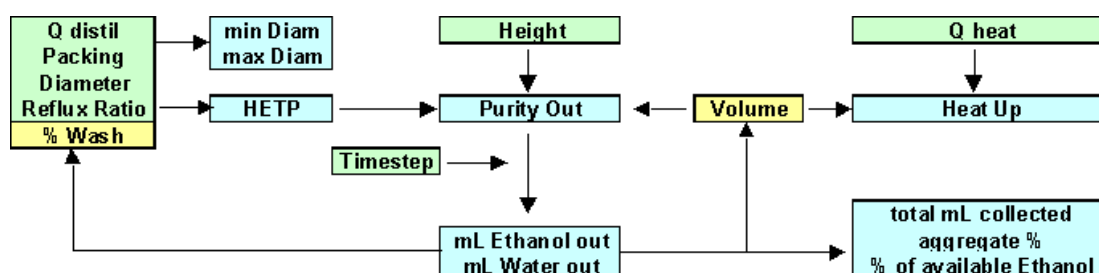 Q distil
Packing
Diameter
Reflux Ratio
% Wash
min Diam
max Diam
HETP
Height
Purity Out
Timestep
mL Ethanol out
mL Water out
Volume
Q heat
Heat Up
total mL collected
aggregate %
% of available Ethanol